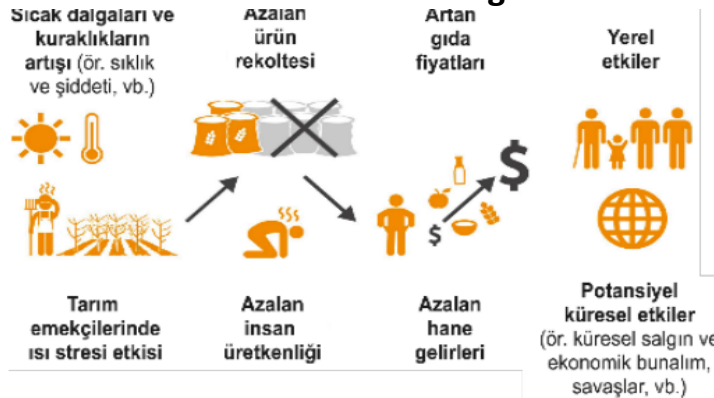 Sıcak dalgaları ve
kuraklıkların
artışı (ör. sıklık
ve şiddeti, vb.)
Azalan
ürün
rekoltesi
Artan
gıda
fiyatları
Yerel
etkiler
$
$
Tarım
emekçilerinde
ısı stresi etkisi
Azalan
insan
üretkenliği
Azalan
hane
gelirleri
Potansiyel
küresel etkiler
(ör. küresel salgın ve
ekonomik bunalım,
savaşlar, vb.)